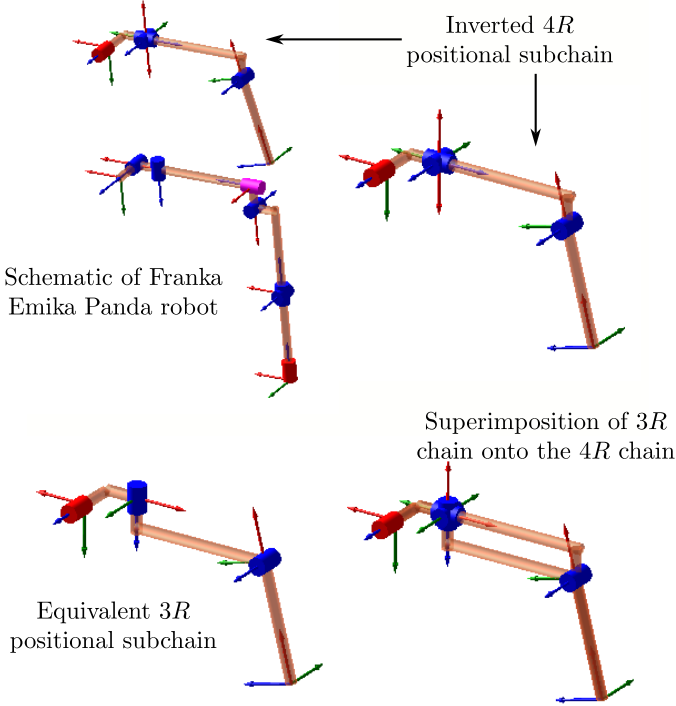 Inverted 4R
positional subchain
Schematic of Franka
Emika Panda robot
Superimposition of 3R
chain onto the 4R chain
Equivalent 3R
positional subchain